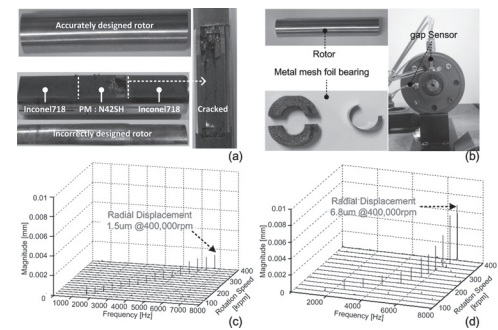 Accurately designed rotor
Inconel718
PM : N42SH
Inconel718
Incorrectly designed rotor
Cracked
(a)
gap Sensor
Rotor
Metal mesh foil bearing
(b)
0.01
0.008
0.006
0.004
0.002
0
Magnitude [mm]
Radial Displacement
1.5um @400,000rpm
1000 2000 3000 4000 5000 6000 7000 8000
Frequency [Hz]
100
200
300
400
Rotation Speed
[krpm]
(c)
0.01
0.008
0.006
0.004
0.002
0
Magnitude [mm]
Radial Displacement
6.8um @400,000rpm
2000
4000
6000
8000
Frequency [Hz]
100
200
300
400
Rotation Speed
[krpm]
(d)